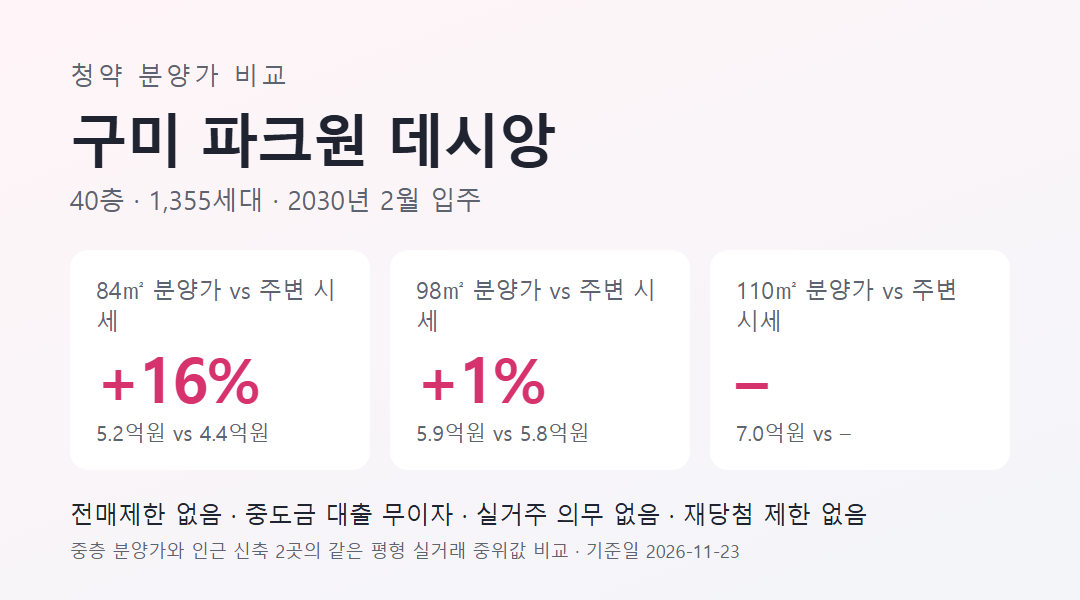 청약 분양가 비교
구미 파크원 데시앙
40층 · 1,355세대 · 2030년 2월 입주
84㎡ 분양가 vs 주변 시
세
+16%
5.2억원 vs 4.4억원
98㎡ 분양가 vs 주변 시
세
+1%
5.9억원 vs 5.8억원
110㎡ 분양가 vs 주변
시세
–
7.0억원 vs –
전매제한 없음 · 중도금 대출 무이자 · 실거주 의무 없음 · 재당첨 제한 없음
중층 분양가와 인근 신축 2곳의 같은 평형 실거래 중위값 비교 · 기준일 2026-11-23